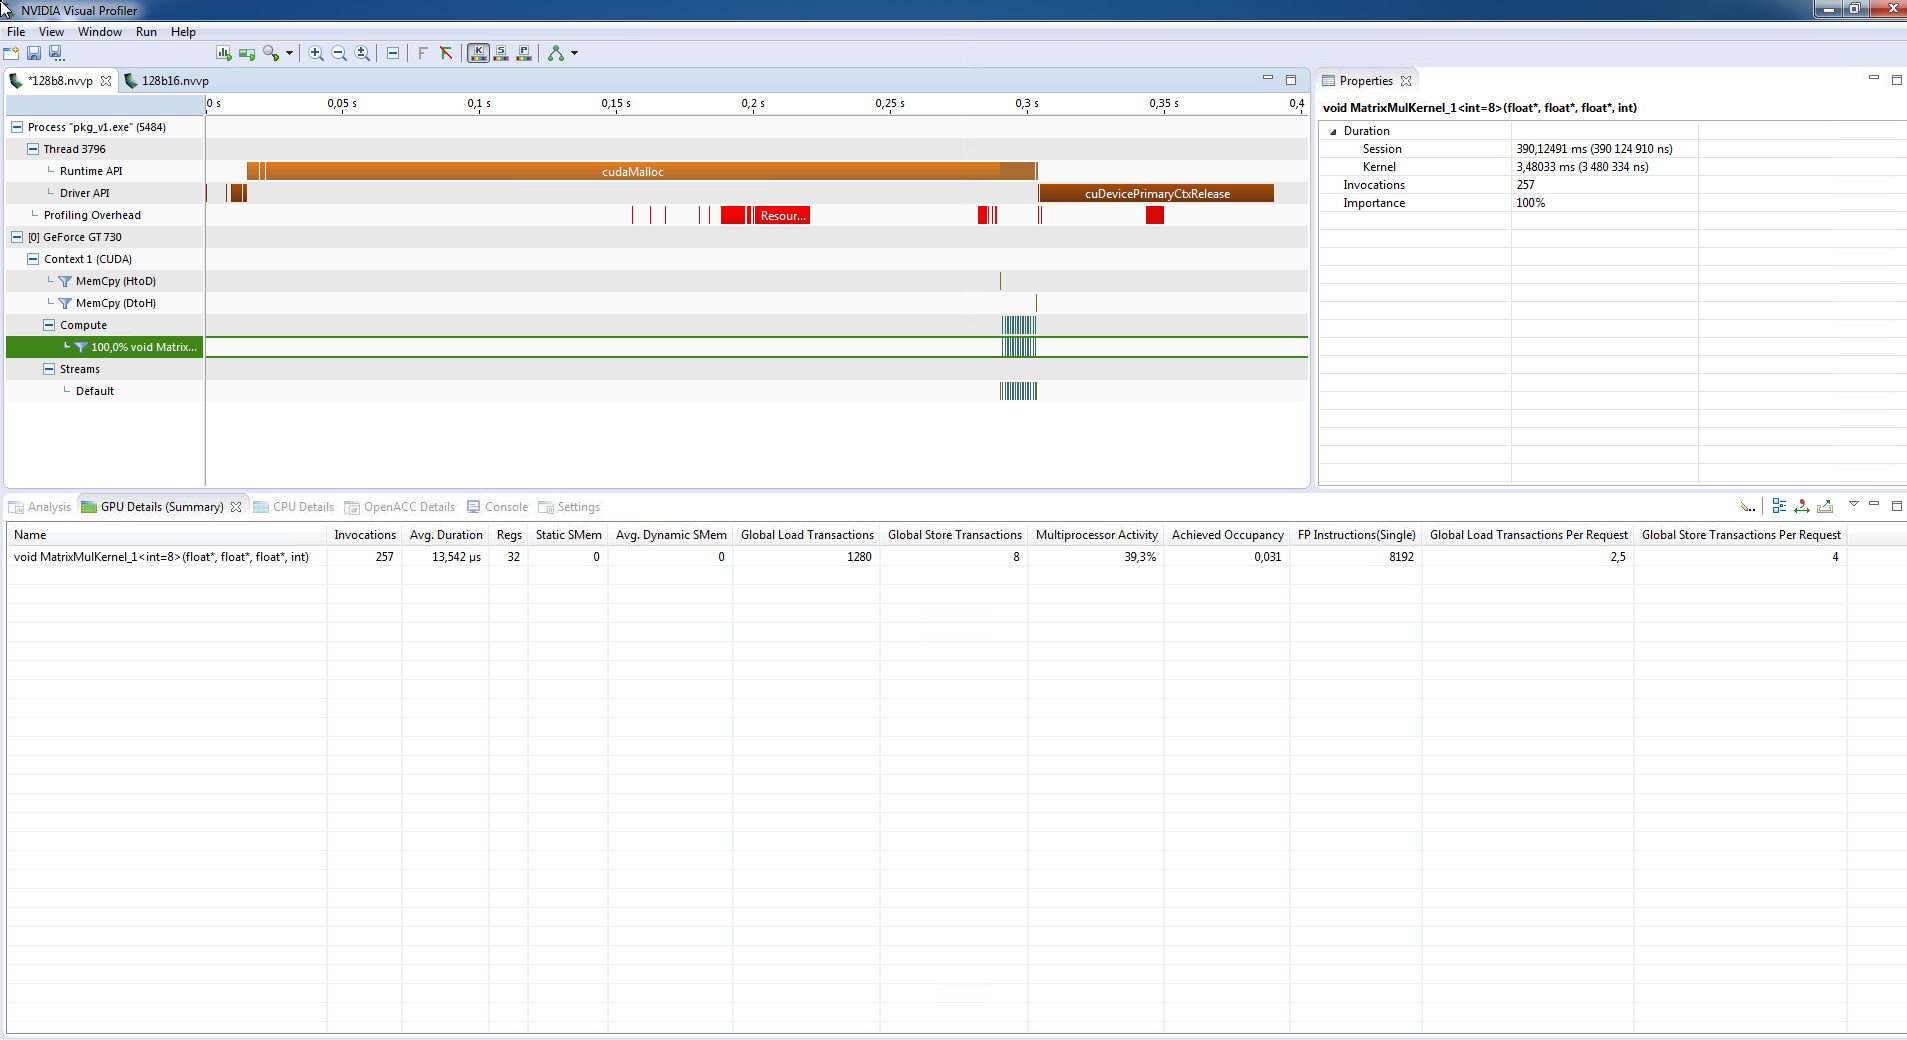 NVIDIA Visual Profiler
File View Window Run Help
*128b8.nvvp 128b16.nvvp
0 s 0,05 s 0,1 s 0,15 s 0,2 s 0,25 s 0,3 s 0,35 s 0,4
Process "pkg_v1.exe" (5484)
Thread 3796
Runtime API cudaMalloc
Driver API cuDevicePrimaryCtxRelease
Profiling Overhead Resour...
[0] GeForce GT 730
Context 1 (CUDA)
MemCpy (HtoD)
MemCpy (DtoH)
Compute
100,0% void Matrix...
Streams
Default
Properties
void MatrixMulKernel_1<int=8>(float*, float*, float*, int)
Duration
Session 390,12491 ms (390 124 910 ns)
Kernel 3,48033 ms (3 480 334 ns)
Invocations 257
Importance 100%
Analysis GPU Details (Summary) CPU Details OpenACC Details Console Settings
Name Invocations Avg. Duration Regs Static SMem Avg. Dynamic SMem Global Load Transactions Global Store Transactions Multiprocessor Activity Achieved Occupancy FP Instructions(Single) Global Load Transactions Per Request Global Store Transactions Per Request
void MatrixMulKernel_1<int=8>(float*, float*, float*, int) 257 13,542 µs 32 0 0 1280 8 39,3% 0,031 8192 2,5 4